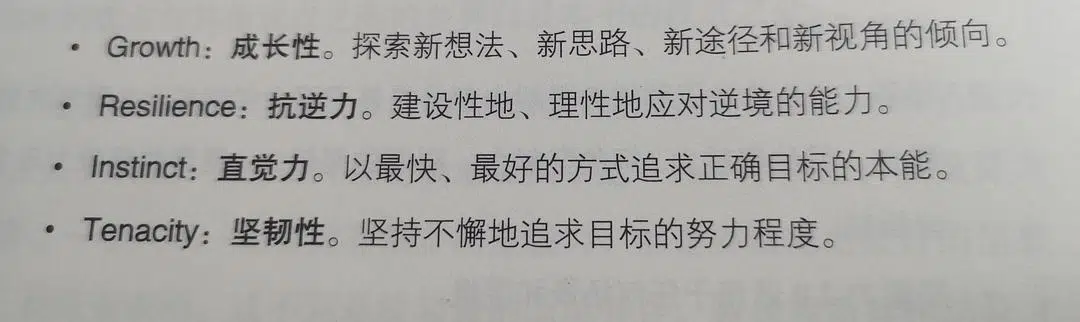 • Growth：成长性。探索新想法、新思路、新途径和新视角的倾向。
• Resilience：抗逆力。建设性地、理性地应对逆境的能力。
• Instinct：直觉力。以最快、最好的方式追求正确目标的本能。
• Tenacity：坚韧性。坚持不懈地追求目标的努力程度。